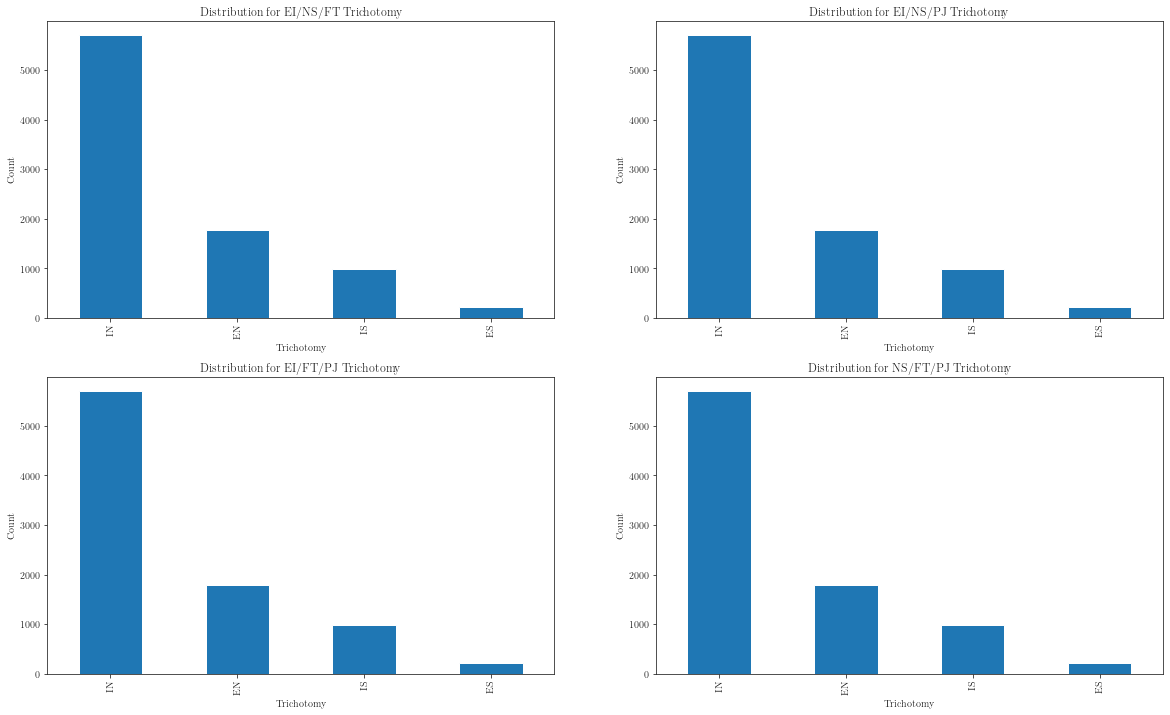 Distribution for EI/NS/FT Trichotomy
Count
5000
4000
3000
2000
1000
0
IN
EN
IS
ES
Trichotomy
Distribution for EI/NS/PJ Trichotomy
Count
5000
4000
3000
2000
1000
0
IN
EN
IS
ES
Trichotomy
Distribution for EI/FT/PJ Trichotomy
Count
5000
4000
3000
2000
1000
0
IN
EN
IS
ES
Trichotomy
Distribution for NS/FT/PJ Trichotomy
Count
5000
4000
3000
2000
1000
0
IN
EN
IS
ES
Trichotomy